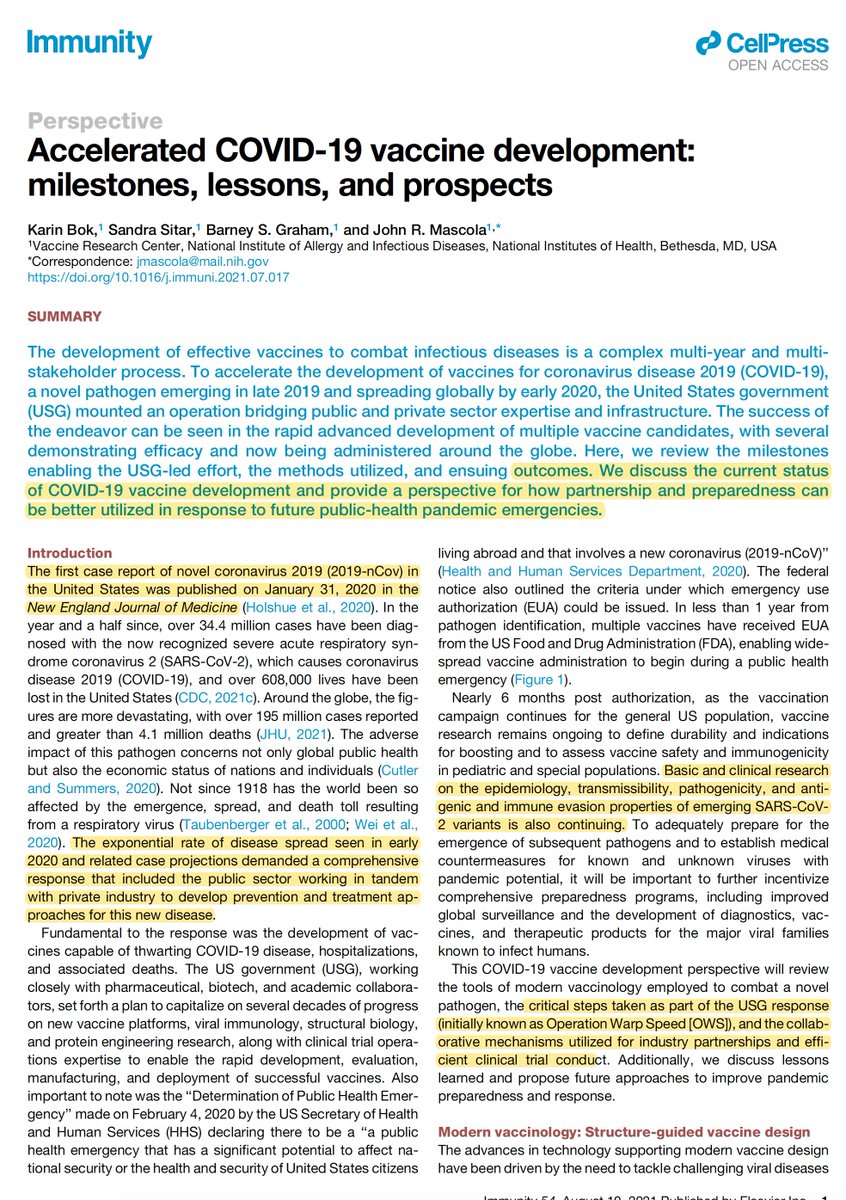 Immunity
CellPress
OPEN ACCESS
Perspective
Accelerated COVID-19 vaccine development:
milestones, lessons, and prospects
Karin Bok,1 Sandra Sitar,1 Barney S. Graham,1 and John R. Mascola1,*
1Vaccine Research Center, National Institute of Allergy and Infectious Diseases, National Institutes of Health, Bethesda, MD, USA
*Correspondence: jmascola@mail.nih.gov
https://doi.org/10.1016/j.immuni.2021.07.017
SUMMARY
The development of effective vaccines to combat infectious diseases is a complex multi-year and multi-
stakeholder process. To accelerate the development of vaccines for coronavirus disease 2019 (COVID-19),
a novel pathogen emerging in late 2019 and spreading globally by early 2020, the United States government
(USG) mounted an operation bridging public and private sector expertise and infrastructure. The success of
the endeavor can be seen in the rapid advanced development of multiple vaccine candidates, with several
demonstrating efficacy and now being administered around the globe. Here, we review the milestones
enabling the USG-led effort, the methods utilized, and ensuing outcomes. We discuss the current status
of COVID-19 vaccine development and provide a perspective for how partnership and preparedness can
be better utilized in response to future public-health pandemic emergencies.
Introduction
The first case report of novel coronavirus 2019 (2019-nCov) in
the United States was published on January 31, 2020 in the
New England Journal of Medicine (Holshue et al., 2020). In the
year and a half since, over 34.4 million cases have been diag-
nosed with the now recognized severe acute respiratory syn-
drome coronavirus 2 (SARS-CoV-2), which causes coronavirus
disease 2019 (COVID-19), and over 608,000 lives have been
lost in the United States (CDC, 2021c). Around the globe, the fig-
ures are more devastating, with over 195 million cases reported
and greater than 4.1 million deaths (JHU, 2021). The adverse
impact of this pathogen concerns not only global public health
but also the economic status of nations and individuals (Cutler
and Summers, 2020). Not since 1918 has the world been so
affected by the emergence, spread, and death toll resulting
from a respiratory virus (Taubenberger et al., 2000; Wei et al.,
2020). The exponential rate of disease spread seen in early
2020 and related case projections demanded a comprehensive
response that included the public sector working in tandem
with private industry to develop prevention and treatment ap-
proaches for this new disease.
Fundamental to the response was the development of vac-
cines capable of thwarting COVID-19 disease, hospitalizations,
and associated deaths. The US government (USG), working
closely with pharmaceutical, biotech, and academic collabora-
tors, set forth a plan to capitalize on several decades of progress
on new vaccine platforms, viral immunology, structural biology,
and protein engineering research, along with clinical trial opera-
tions expertise to enable the rapid development, evaluation,
manufacturing, and deployment of successful vaccines. Also
important to note was the "Determination of Public Health Emer-
gency" made on February 4, 2020 by the US Secretary of Health
and Human Services (HHS) declaring there to be a "a public
health emergency that has a significant potential to affect na-
tional security or the health and security of United States citizens
living abroad and that involves a new coronavirus (2019-nCoV)"
(Health and Human Services Department, 2020). The federal
notice also outlined the criteria under which emergency use
authorization (EUA) could be issued. In less than 1 year from
pathogen identification, multiple vaccines have received EUA
from the US Food and Drug Administration (FDA), enabling wide-
spread vaccine administration to begin during a public health
emergency (Figure 1).
Nearly 6 months post authorization, as the vaccination
campaign continues for the general US population, vaccine
research remains ongoing to define durability and indications
for boosting and to assess vaccine safety and immunogenicity
in pediatric and special populations. Basic and clinical research
on the epidemiology, transmissibility, pathogenicity, and anti-
genic and immune evasion properties of emerging SARS-CoV-
2 variants is also continuing. To adequately prepare for the
emergence of subsequent pathogens and to establish medical
countermeasures for known and unknown viruses with
pandemic potential, it will be important to further incentivize
comprehensive preparedness programs, including improved
global surveillance and the development of diagnostics, vac-
cines, and therapeutic products for the major viral families
known to infect humans.
This COVID-19 vaccine development perspective will review
the tools of modern vaccinology employed to combat a novel
pathogen, the critical steps taken as part of the USG response
(initially known as Operation Warp Speed [OWS]), and the collab-
orative mechanisms utilized for industry partnerships and effi-
cient clinical trial conduct. Additionally, we discuss lessons
learned and propose future approaches to improve pandemic
preparedness and response.
Modern vaccinology: Structure-guided vaccine design
The advances in technology supporting modern vaccine design
have been driven by the need to tackle challenging viral diseases